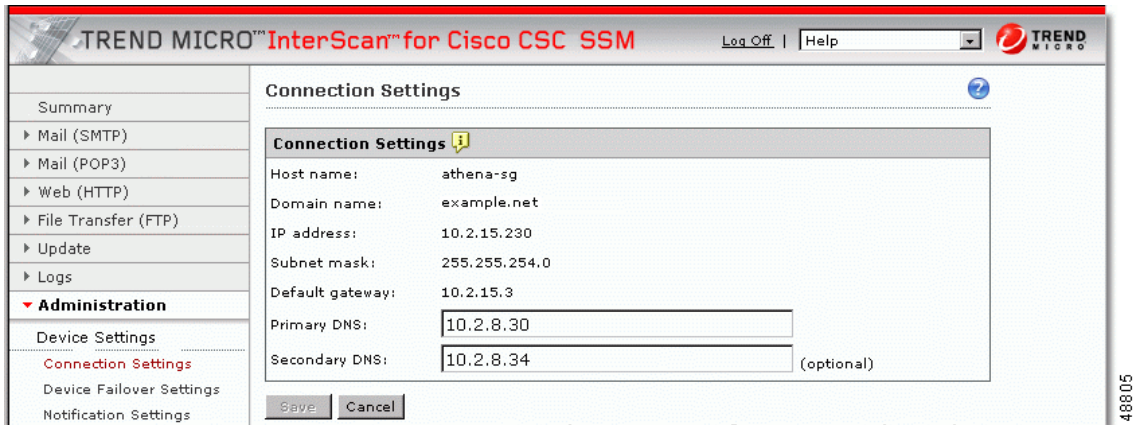 TREND MICRO™ InterScan™ for Cisco CSC SSM
Log Off | Help
TREND MICRO
Summary
Mail (SMTP)
Mail (POP3)
Web (HTTP)
File Transfer (FTP)
Update
Logs
Administration
Device Settings
Connection Settings
Device Failover Settings
Notification Settings
Connection Settings
?
Connection Settings i
Host name: athena-sg
Domain name: example.net
IP address: 10.2.15.230
Subnet mask: 255.255.254.0
Default gateway: 10.2.15.3
Primary DNS: 10.2.8.30
Secondary DNS: 10.2.8.34 (optional)
Save Cancel
48805